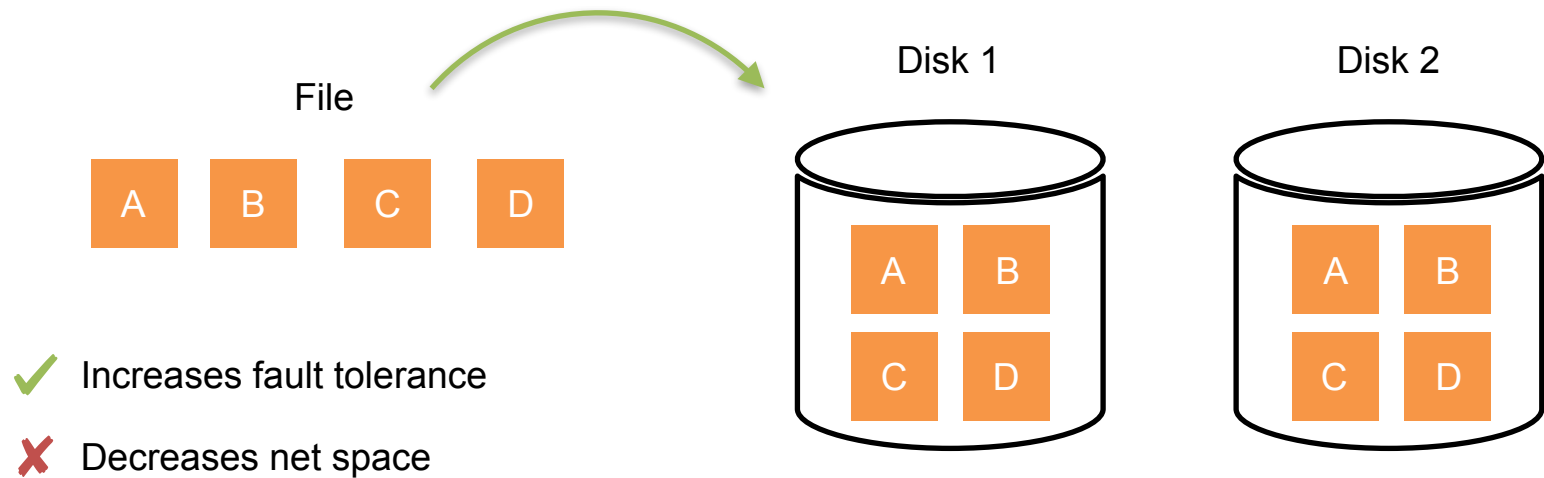 File
A B C D
Increases fault tolerance
Decreases net space
Disk 1
A B
C D
Disk 2
A B
C D